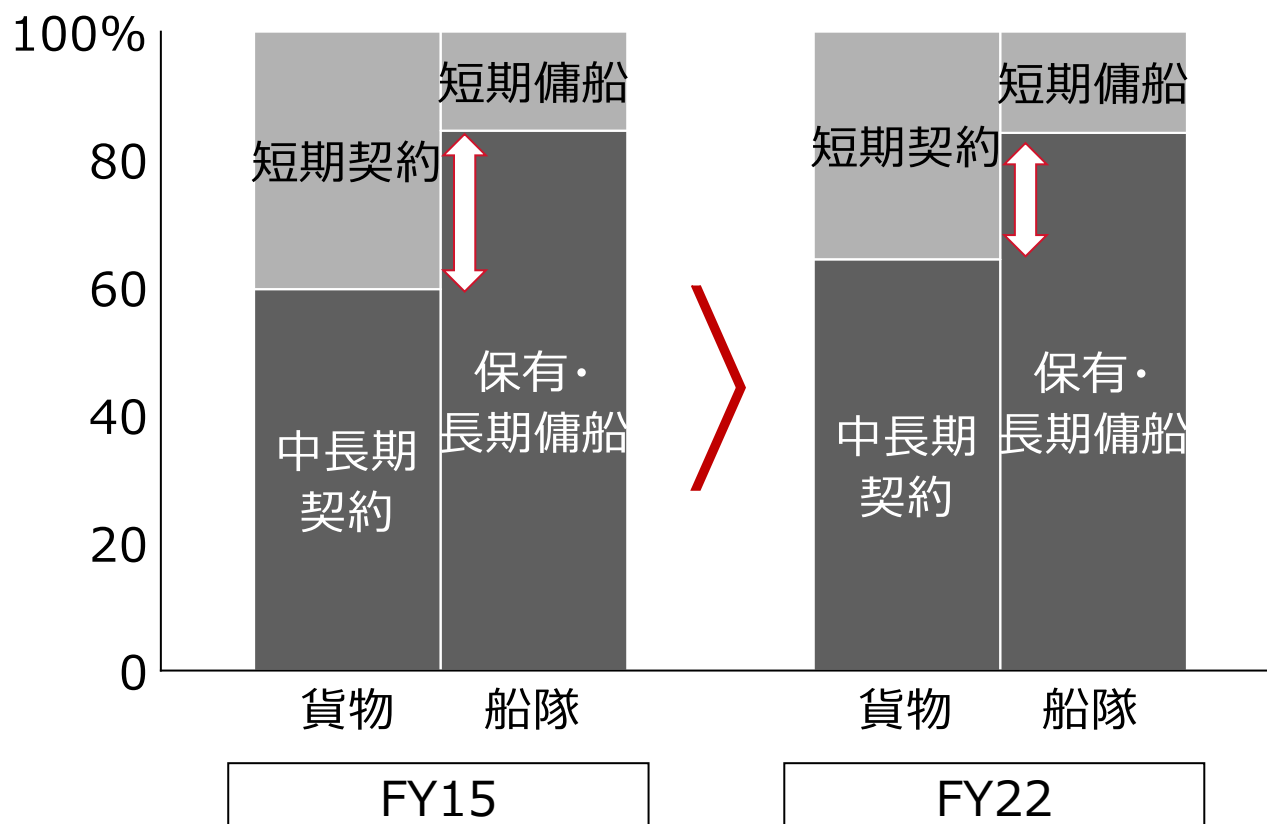 100%
80
60
40
20
0
短期契約
中長期
契約
短期傭船
保有・
長期傭船
短期契約
中長期
契約
短期傭船
保有・
長期傭船
貨物
船隊
貨物
船隊
FY15
FY22